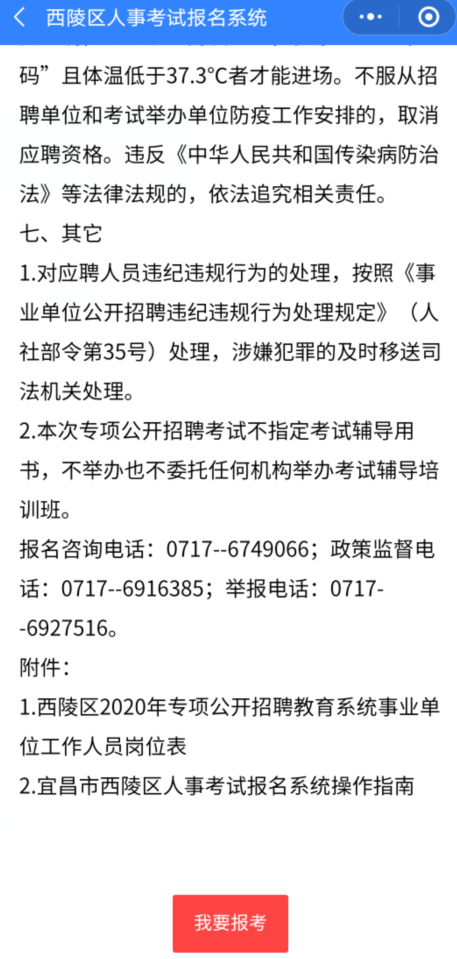 西陵区人事考试报名系统
码”且体温低于37.3℃者才能进场。不服从招
聘单位和考试举办单位防疫工作安排的，取消
应聘资格。违反《中华人民共和国传染病防治
法》等法律法规的，依法追究相关责任。
七、其它
1.对应聘人员违纪违规行为的处理，按照《事
业单位公开招聘违纪违规行为处理规定》（人
社部令第35号）处理，涉嫌犯罪的及时移送司
法机关处理。
2.本次专项公开招聘考试不指定考试辅导用
书，不举办也不委托任何机构举办考试辅导培
训班。
报名咨询电话：0717--6749066；政策监督电
话：0717--6916385；举报电话：0717-
-6927516。
附件：
1.西陵区2020年专项公开招聘教育系统事业单
位工作人员岗位表
2.宜昌市西陵区人事考试报名系统操作指南
我要报考